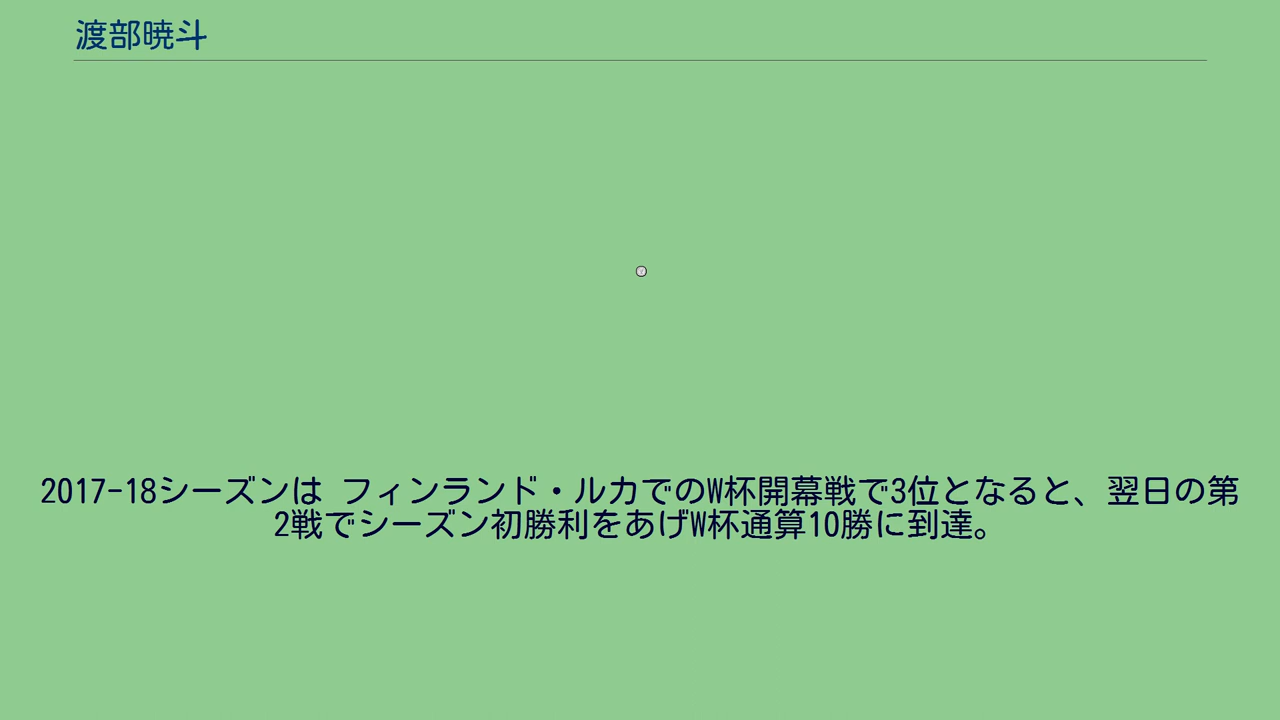 渡部暁斗
2017-18シーズンは フィンランド・ルカでのW杯開幕戦で3位となると、翌日の第
2戦でシーズン初勝利をあげW杯通算10勝に到達。